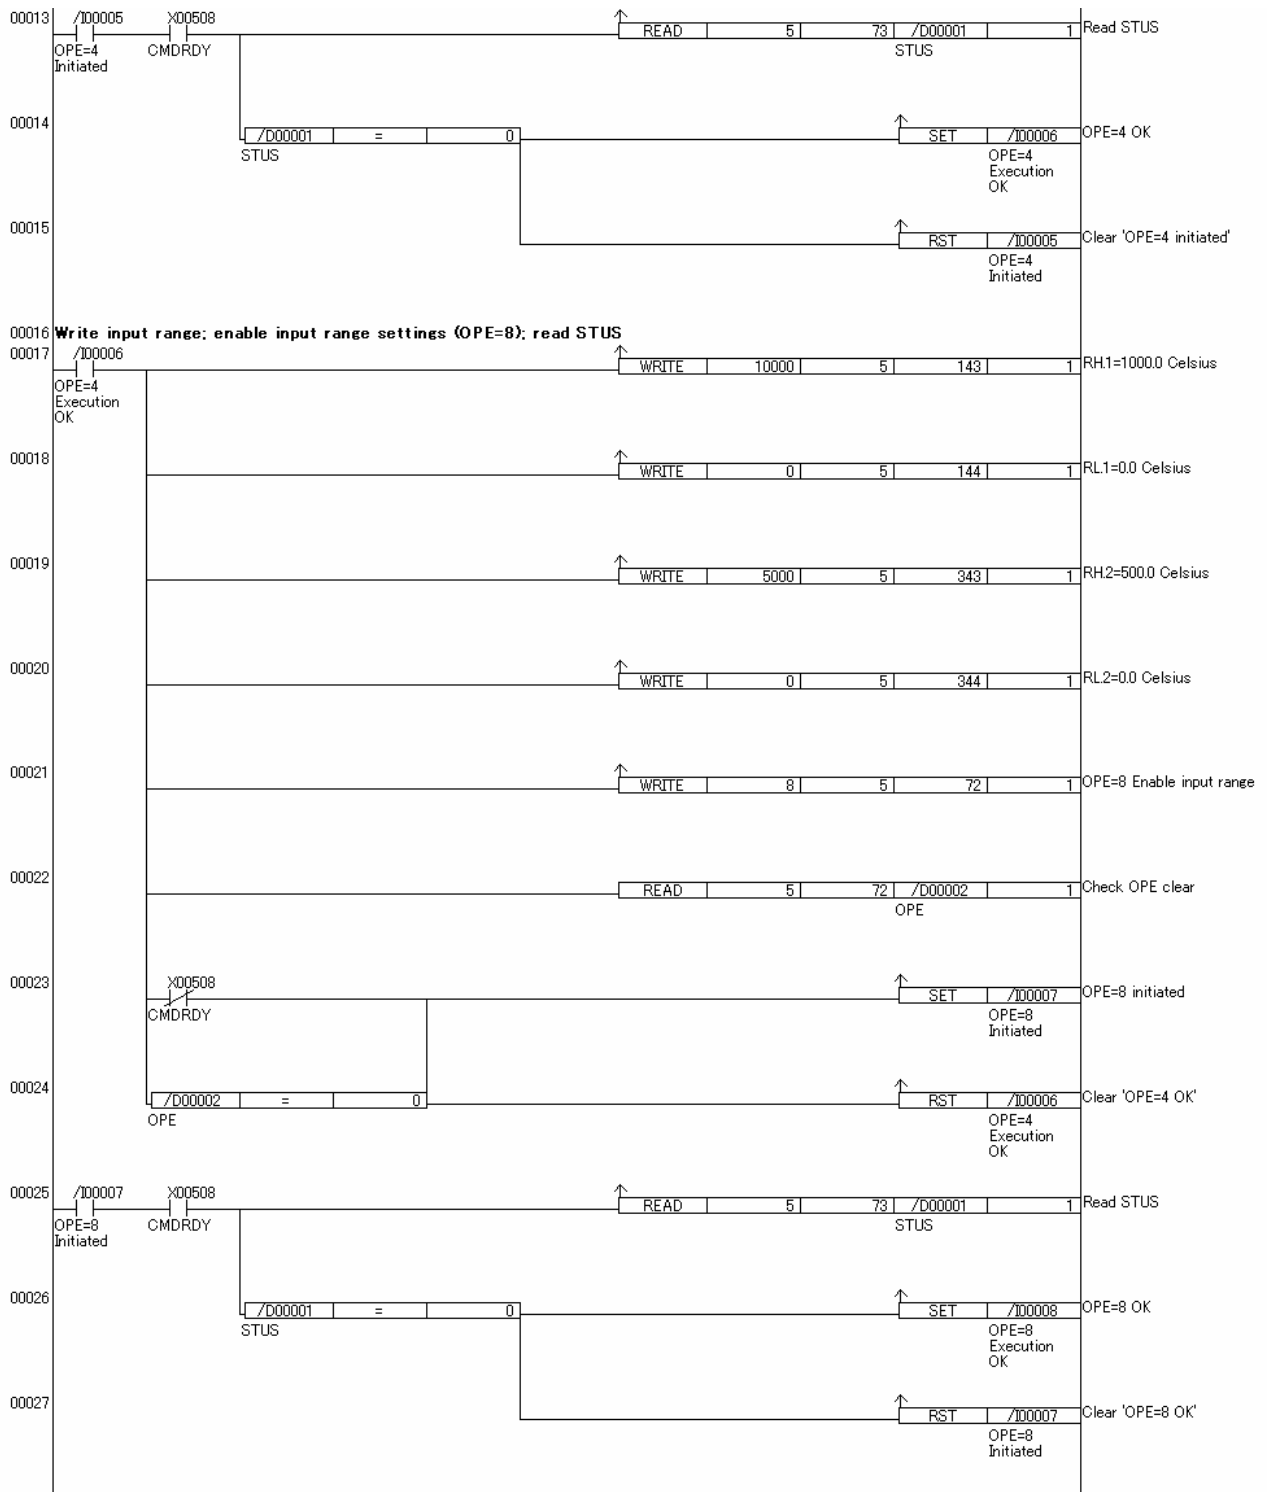 00013 /I00005 X00508 READ 5 73 /D00001 1 Read STUS
OPE=4 CMDRDY STUS
Initiated
00014 /D00001 = 0 SET /I00006 OPE=4 OK
STUS OPE=4
Execution
OK
00015 RST /I00005 Clear 'OPE=4 initiated'
OPE=4
Initiated
00016 Write input range; enable input range settings (OPE=8); read STUS
00017 /I00006 WRITE 10000 5 143 1 RH.1=1000.0 Celsius
OPE=4
Execution
OK
00018 WRITE 0 5 144 1 RL.1=0.0 Celsius
00019 WRITE 5000 5 343 1 RH.2=500.0 Celsius
00020 WRITE 0 5 344 1 RL.2=0.0 Celsius
00021 WRITE 8 5 72 1 OPE=8 Enable input range
00022 READ 5 72 /D00002 1 Check OPE clear
OPE
00023 X00508 SET /I00007 OPE=8 initiated
CMDRDY OPE=8
Initiated
00024 /D00002 = 0 RST /I00006 Clear 'OPE=4 OK'
OPE OPE=4
Execution
OK
00025 /I00007 X00508 READ 5 73 /D00001 1 Read STUS
OPE=8 CMDRDY STUS
Initiated
00026 /D00001 = 0 SET /I00008 OPE=8 OK
STUS OPE=8
Execution
OK
00027 RST /I00007 Clear 'OPE=8 OK'
OPE=8
Initiated